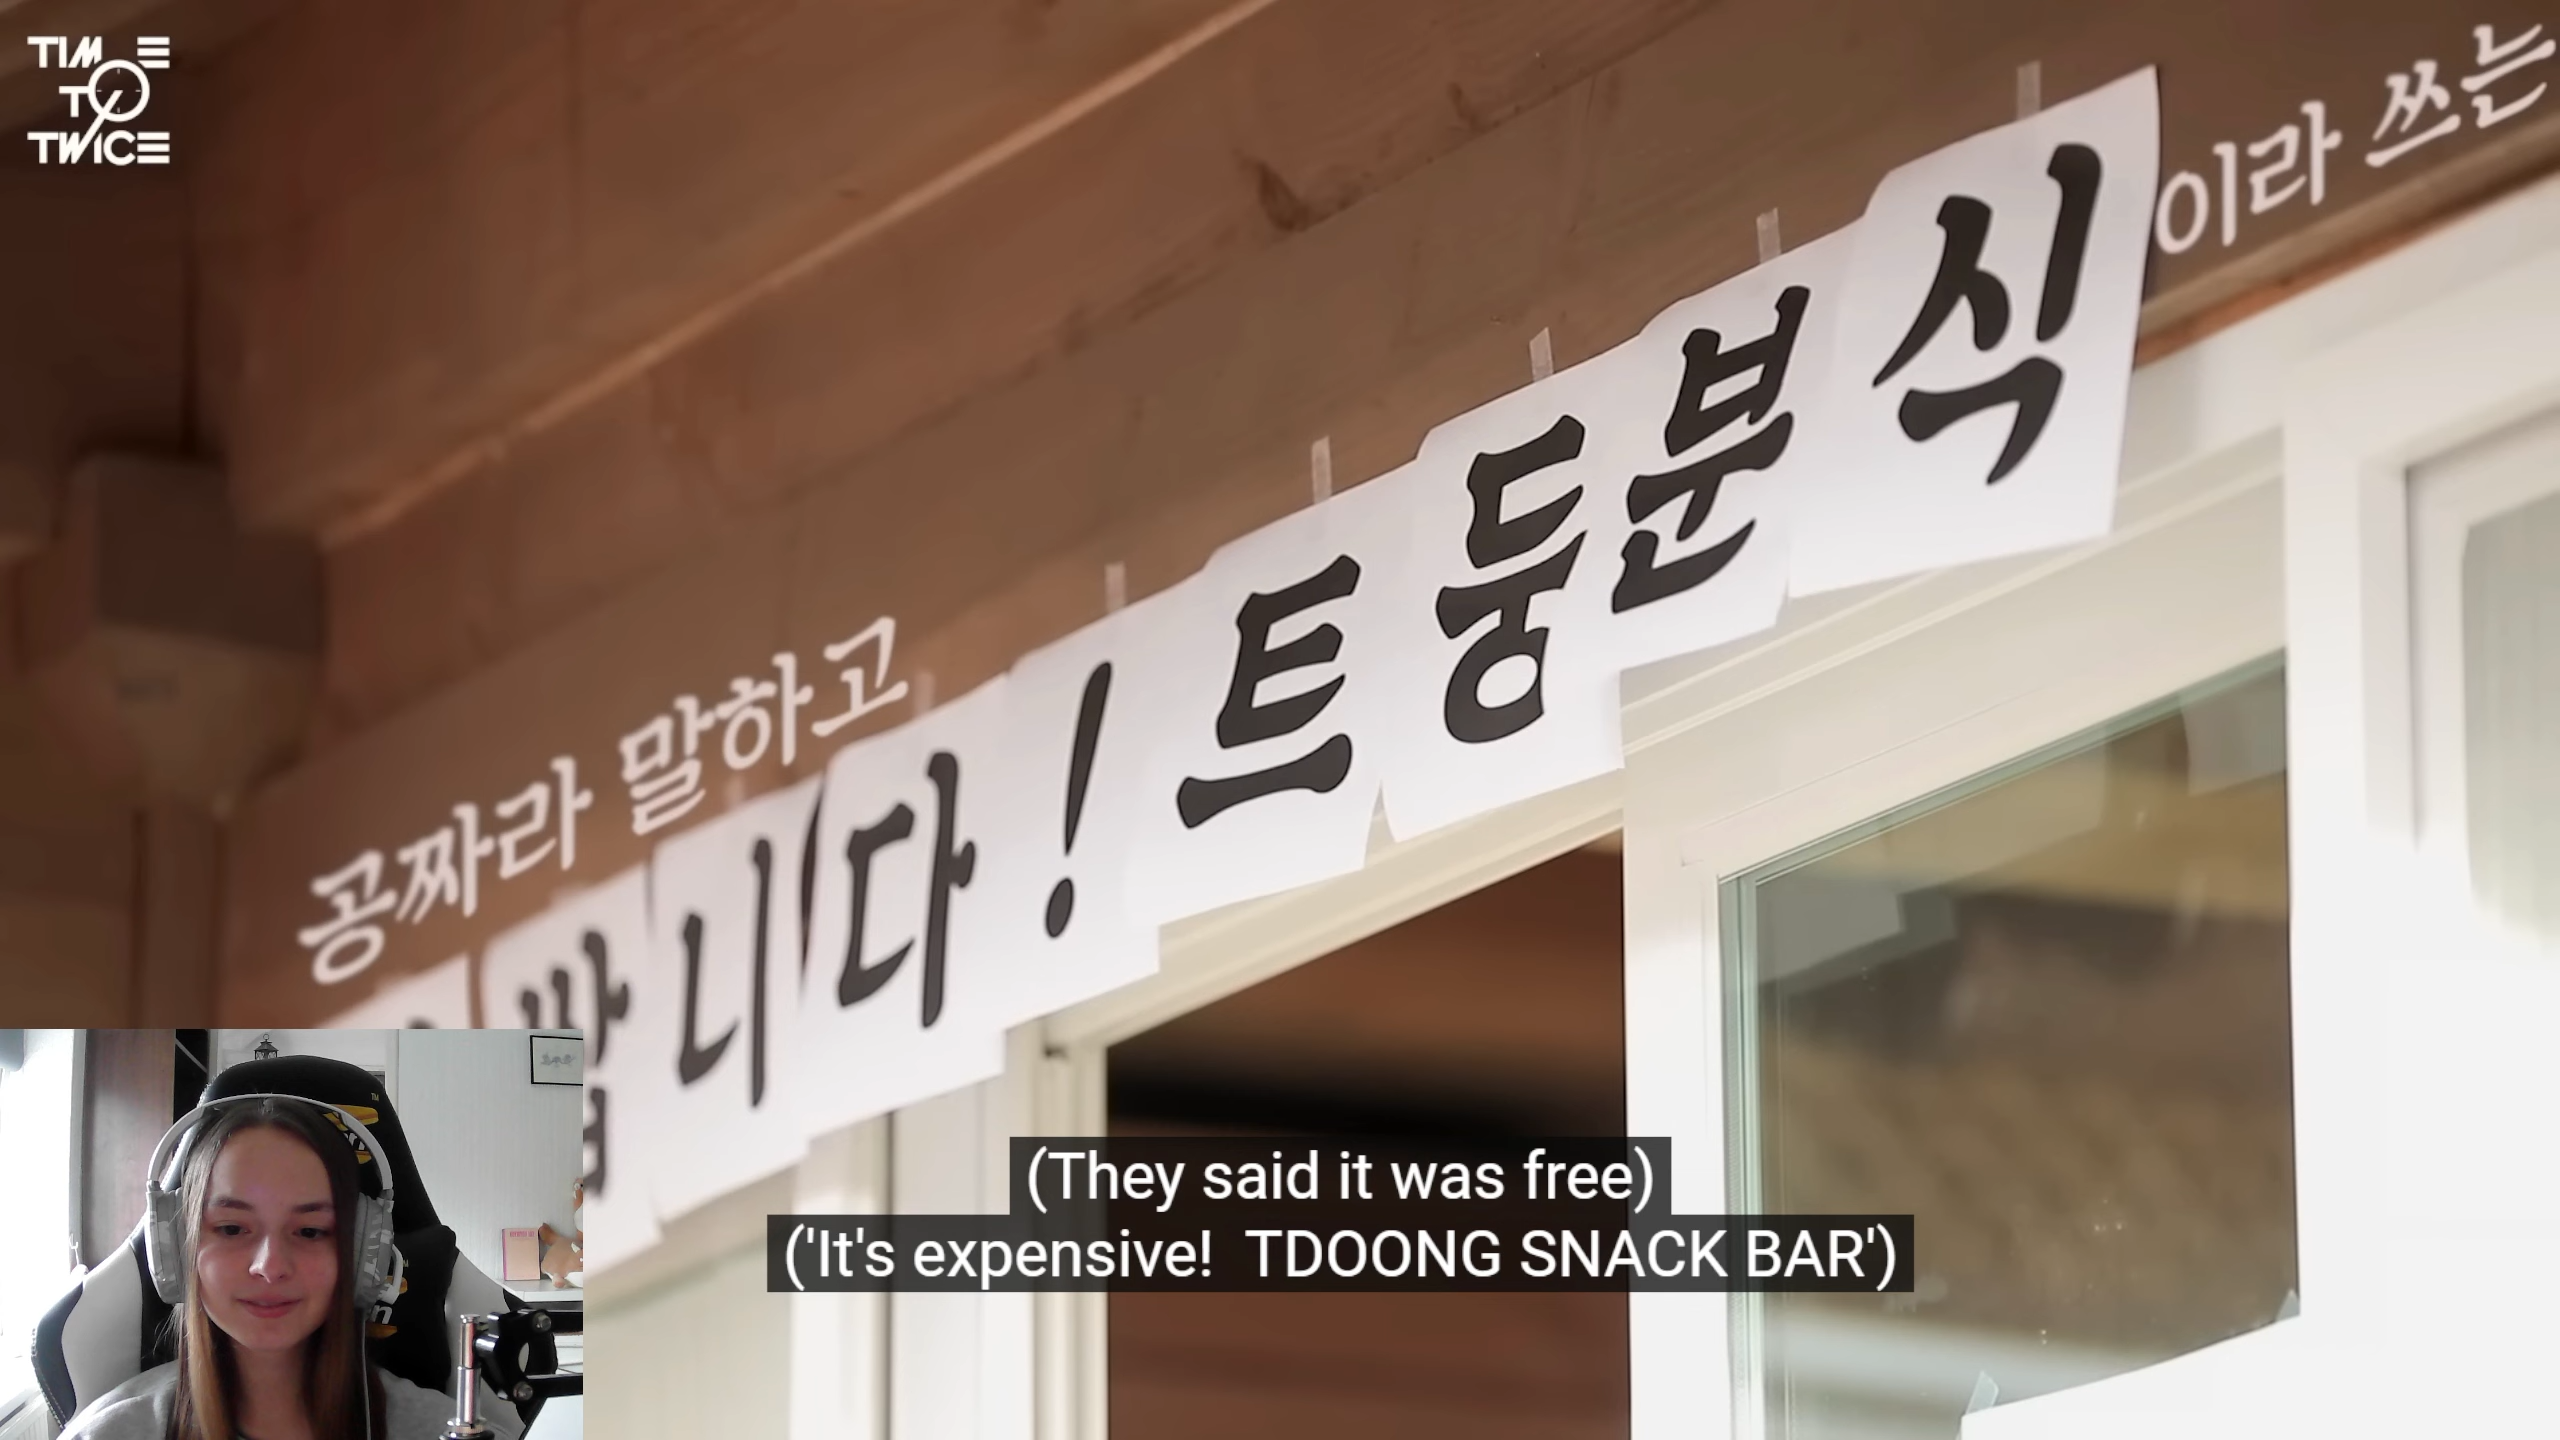 TIME
TO
TWICE
공짜라 말하고
쌉니다! 트둥분식
이라 쓰는
(They said it was free)
('It's expensive!  TDOONG SNACK BAR')